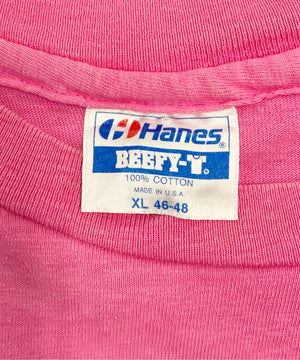 Hanes®
BEEFY-T®
100% COTTON
MADE IN U.S.A.
XL 46-48